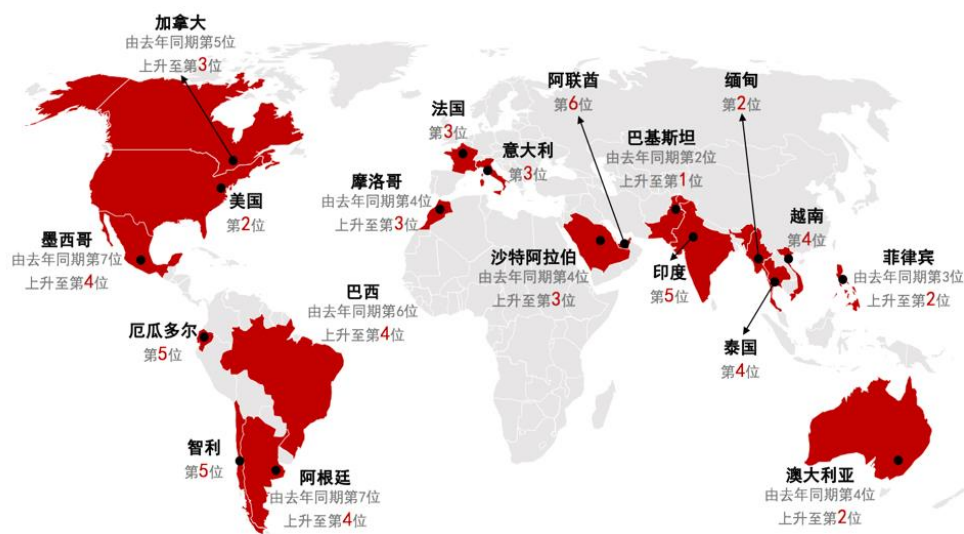 加拿大
由去年同期第5位
上升至第3位
美国
第2位
墨西哥
由去年同期第7位
上升至第4位
厄瓜多尔
第5位
巴西
由去年同期第6位
上升至第4位
智利
第5位
阿根廷
由去年同期第7位
上升至第4位
法国
第3位
意大利
第3位
摩洛哥
由去年同期第4位
上升至第3位
阿联酋
第6位
沙特阿拉伯
由去年同期第4位
上升至第3位
巴基斯坦
由去年同期第2位
上升至第1位
印度
第5位
缅甸
第2位
越南
第4位
泰国
第4位
菲律宾
由去年同期第3位
上升至第2位
澳大利亚
由去年同期第4位
上升至第2位